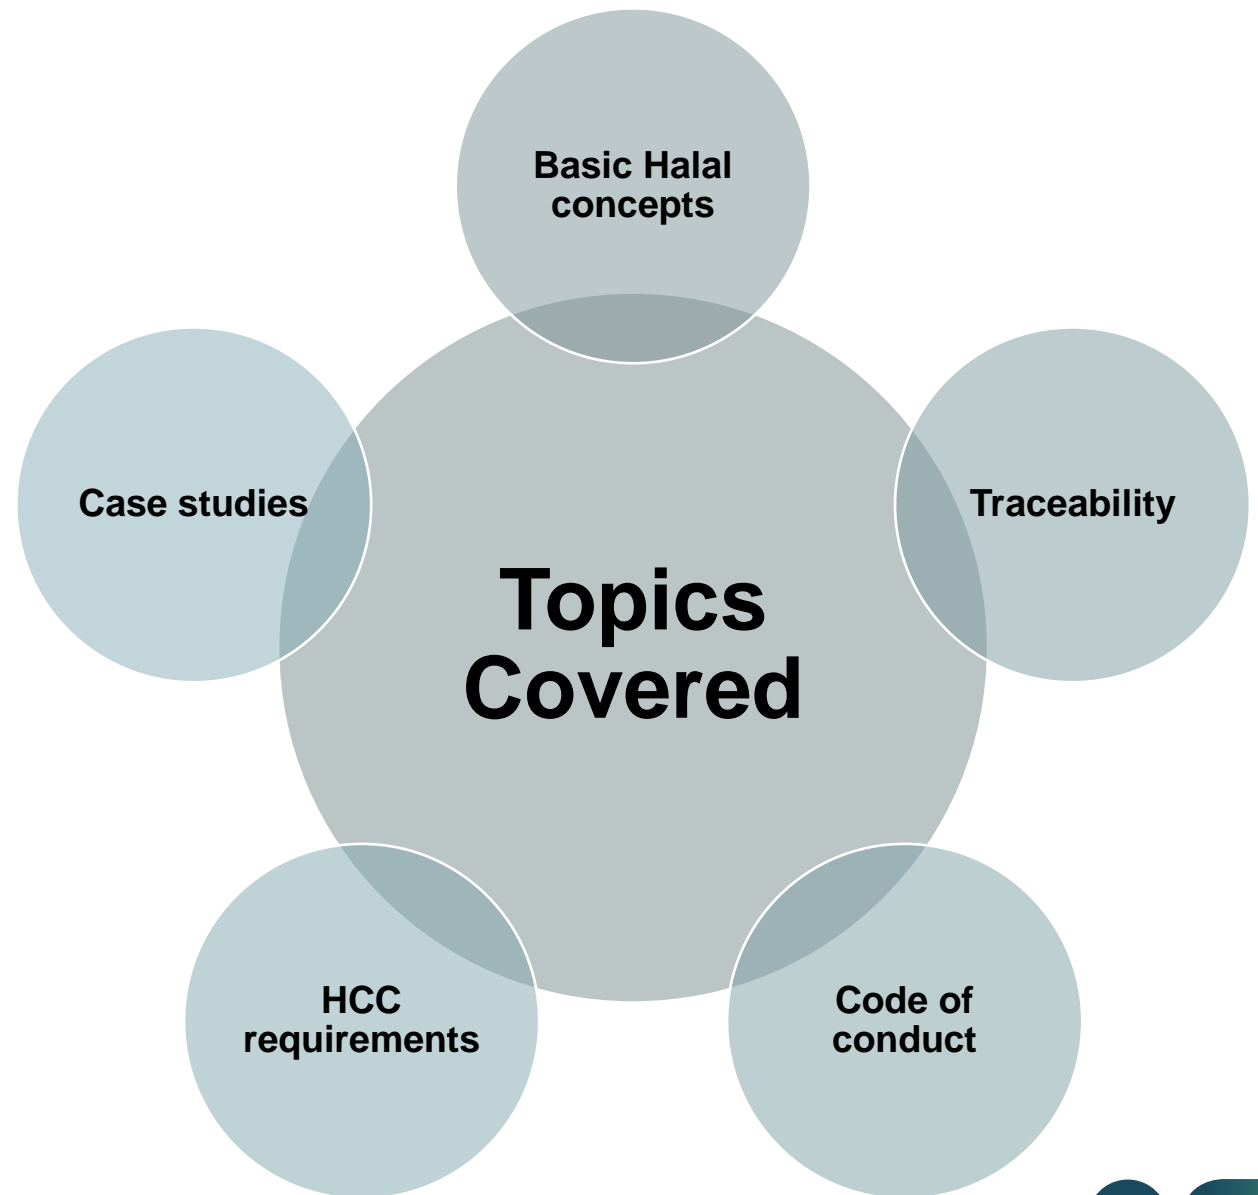 Basic Halal
concepts
Case studies
Traceability
Topics
Covered
HCC
requirements
Code of
conduct